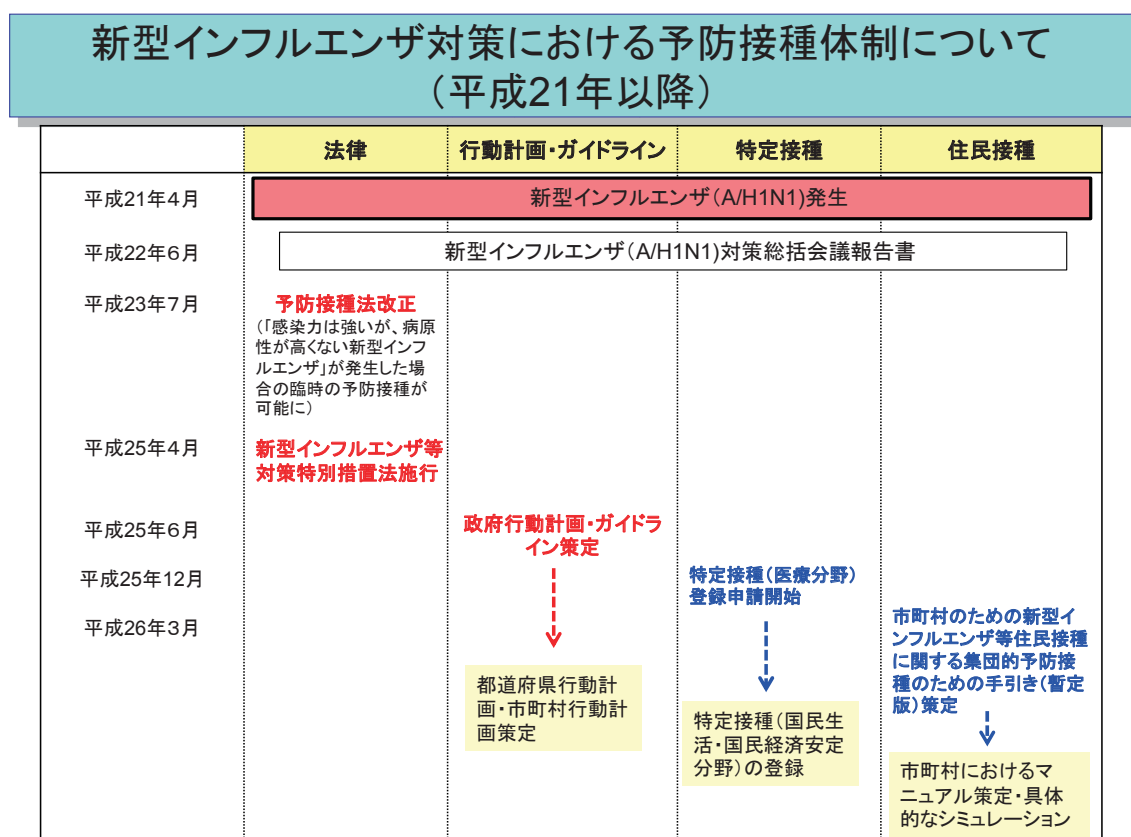 新型インフルエンザ対策における予防接種体制について
（平成21年以降）
法律
行動計画・ガイドライン
特定接種
住民接種
平成21年4月
新型インフルエンザ（A/H1N1)発生
平成22年6月
新型インフルエンザ（A/H1N1)対策総括会議報告書
平成23年7月
予防接種法改正
（「感染力は強いが、病原
性が高くない新型インフ
ルエンザ」が発生した場
合の臨時の予防接種が
可能に）
平成25年4月
新型インフルエンザ等
対策特別措置法施行
平成25年6月
政府行動計画・ガイドラ
イン策定
平成25年12月
特定接種（医療分野）
登録申請開始
平成26年3月
市町村のための新型イ
ンフルエンザ等住民接種
に関する集団的予防接
種のための手引き（暫定
版）策定
都道府県行動計
画・市町村行動計
画策定
特定接種（国民生
活・国民経済安定
分野）の登録
市町村におけるマ
ニュアル策定・具体
的なシミュレーション